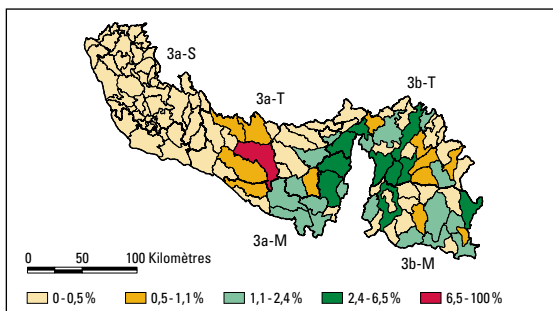 3a-S
3a-T
3b-T
3a-M
3b-M
0 50 100 Kilomètres
0-0,5 % 0,5-1,1 % 1,1-2,4 % 2,4-6,5 % 6,5-100 %